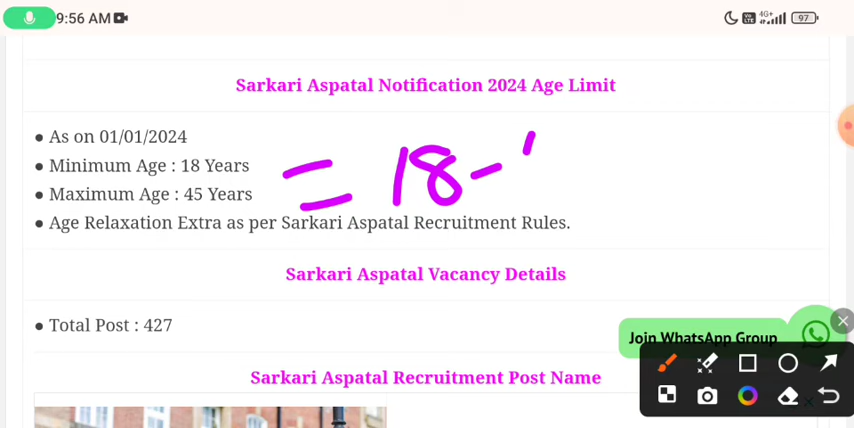 9:56 AM
4G+
97
Sarkari Aspatal Notification 2024 Age Limit
● As on 01/01/2024
● Minimum Age : 18 Years
● Maximum Age : 45 Years
= 18-
● Age Relaxation Extra as per Sarkari Aspatal Recruitment Rules.
Sarkari Aspatal Vacancy Details
● Total Post : 427
Join WhatsApp Group
Sarkari Aspatal Recruitment Post Name